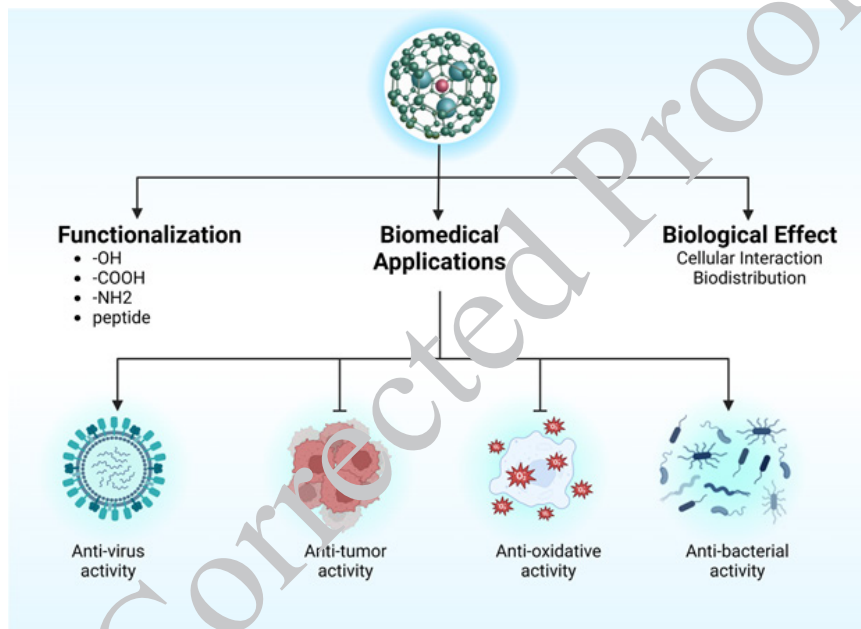 Corrected Proof
Functionalization
• -OH
• -COOH
• -NH2
• peptide
Biomedical
Applications
Biological Effect
Cellular Interaction
Biodistribution
Anti-virus
activity
Anti-tumor
activity
Anti-oxidative
activity
Anti-bacterial
activity